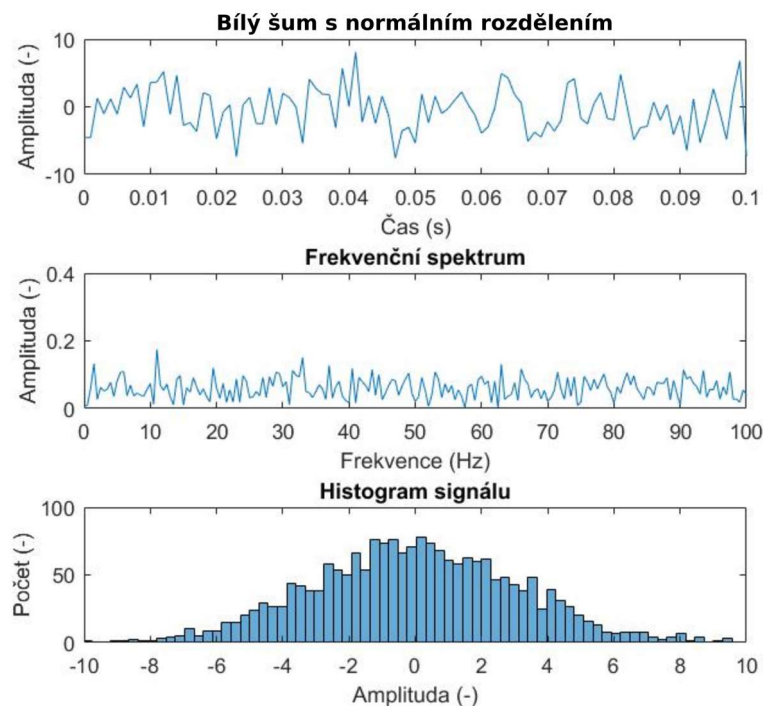 Bílý šum s normálním rozdělením
10
0
-10
Amplituda (-)
0 0.01 0.02 0.03 0.04 0.05 0.06 0.07 0.08 0.09 0.1
Čas (s)
Frekvenční spektrum
0.4
0.2
0
Amplituda (-)
0 10 20 30 40 50 60 70 80 90 100
Frekvence (Hz)
Histogram signálu
100
50
0
Počet (-)
-10 -8 -6 -4 -2 0 2 4 6 8 10
Amplituda (-)